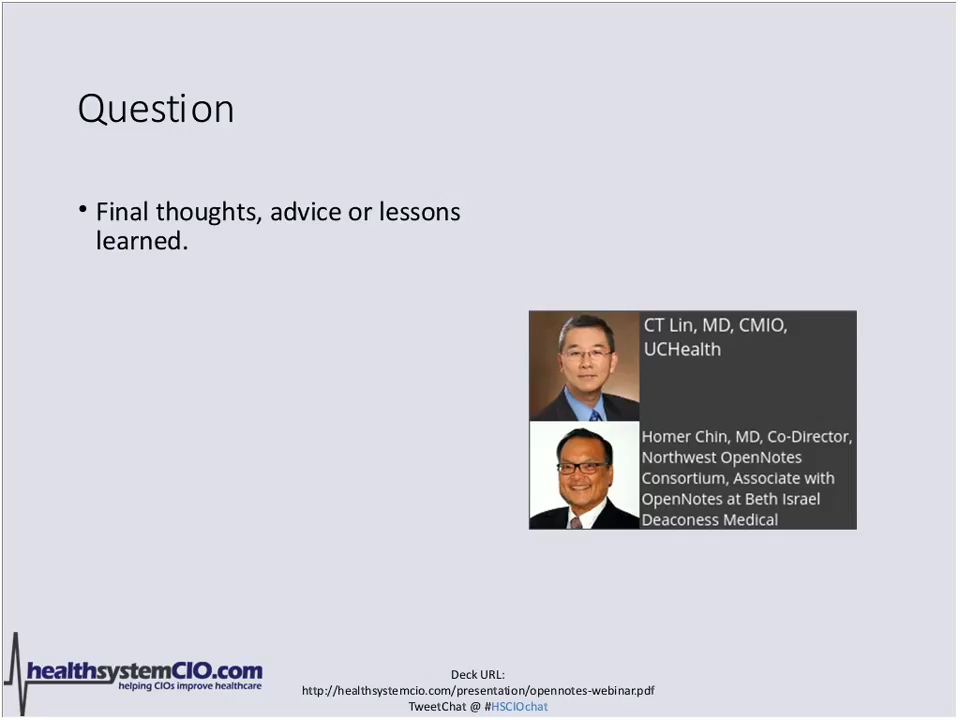 Question
• Final thoughts, advice or lessons
learned.
CT Lin, MD, CMIO,
UCHealth
Homer Chin, MD, Co-Director,
Northwest OpenNotes
Consortium, Associate with
OpenNotes at Beth Israel
Deaconess Medical
healthsystemCIO.com
helping CIOs improve healthcare
Deck URL:
http://healthsystemcio.com/presentation/opennotes-webinar.pdf
TweetChat @ #HSCIOchat